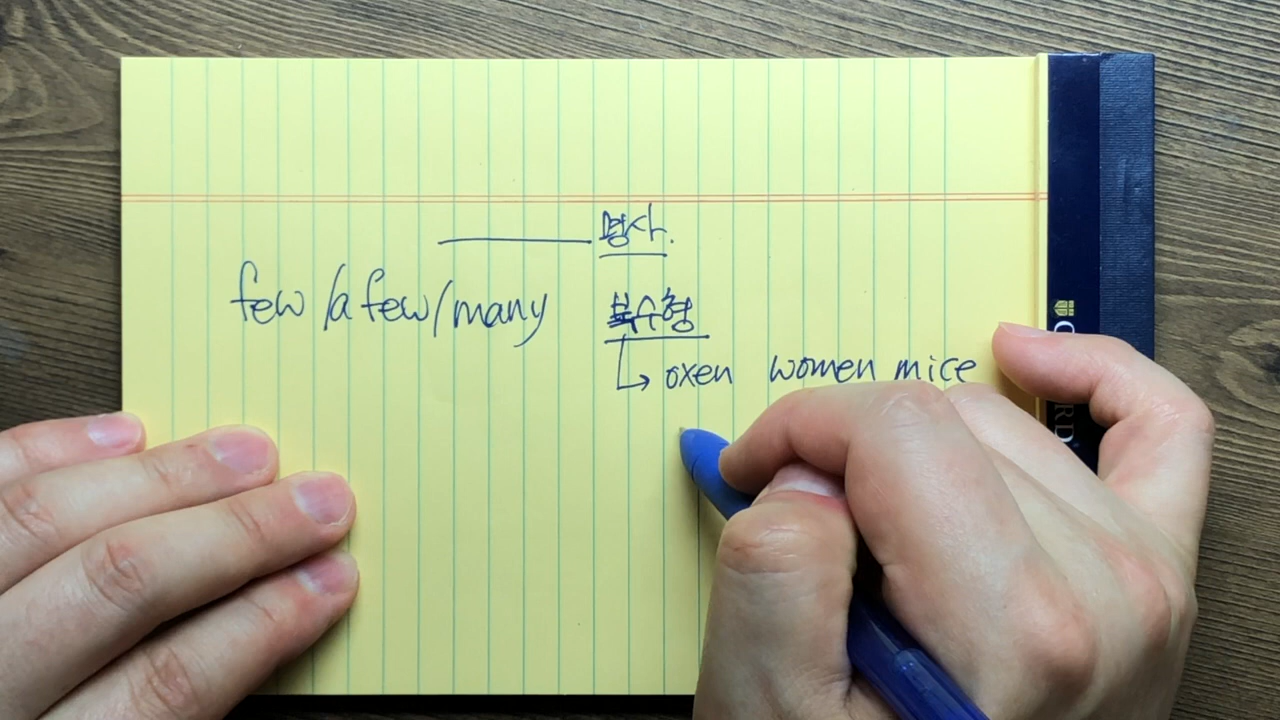 명사.
few / a few / many 복수형
↳ oxen women mice